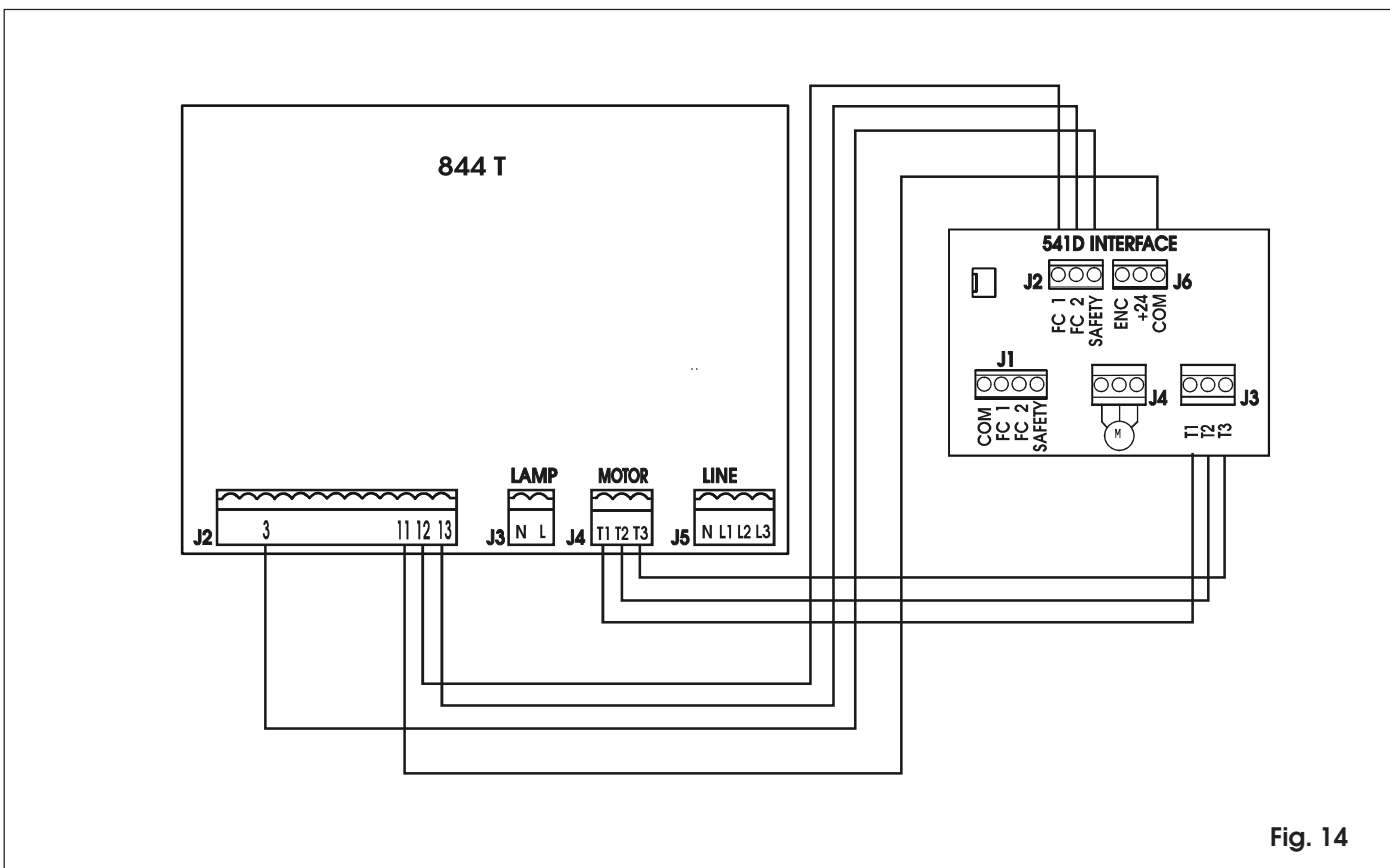 844 T
541D INTERFACE
J2
J6
FC 1
FC 2
SAFETY
ENC
+24
COM
J1
COM
FC 1
FC 2
SAFETY
J4
M
J3
T1
T2
T3
LAMP
MOTOR
LINE
J2
3
11 12 13
J3
N L
J4
T1 T2 T3
J5
N L1 L2 L3
Fig. 14